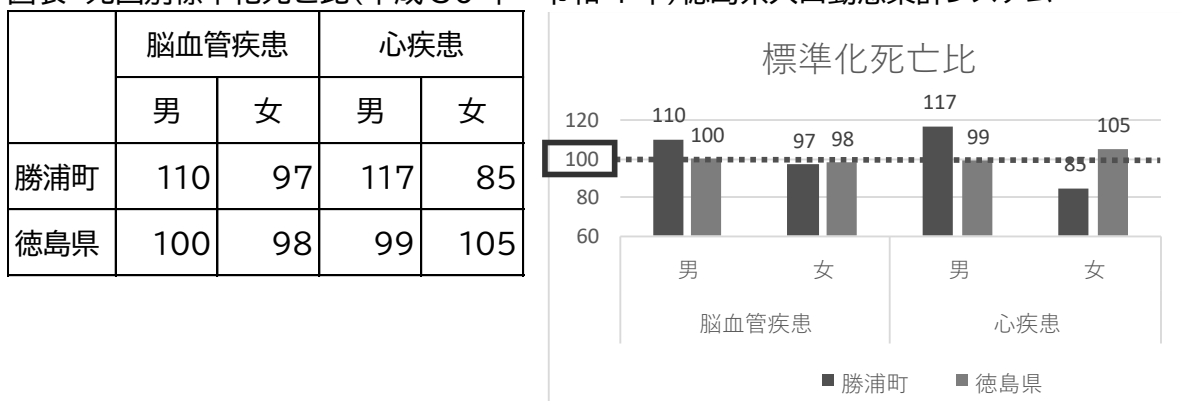 脳血管疾患 心疾患
男 女 男 女
勝浦町 110 97 117 85
徳島県 100 98 99 105
標準化死亡比
120
100
80
60
110 100 97 98 117 99 85 105
男 女 男 女
脳血管疾患 心疾患
■勝浦町 ■徳島県